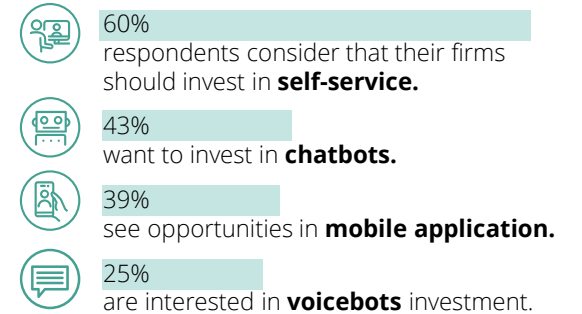 60%
respondents consider that their firms
should invest in self-service.
43%
want to invest in chatbots.
39%
see opportunities in mobile application.
25%
are interested in voicebots investment.